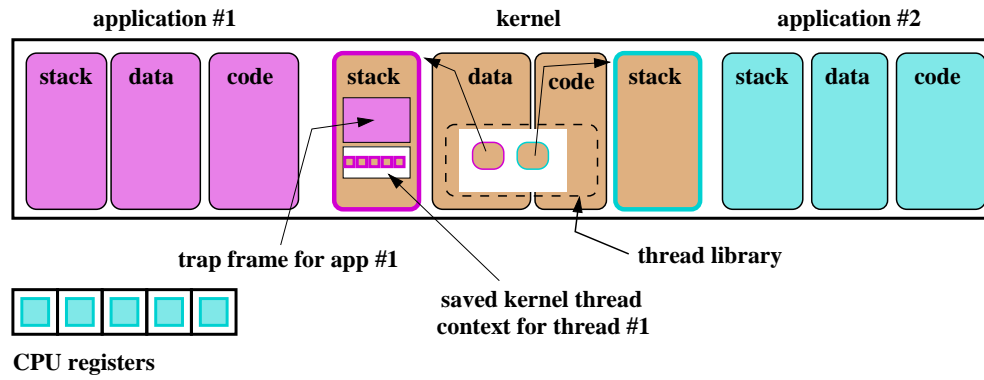 application #1
kernel
application #2
stack
data
code
stack
data
code
stack
stack
data
code
trap frame for app #1
thread library
saved kernel thread
context for thread #1
CPU registers